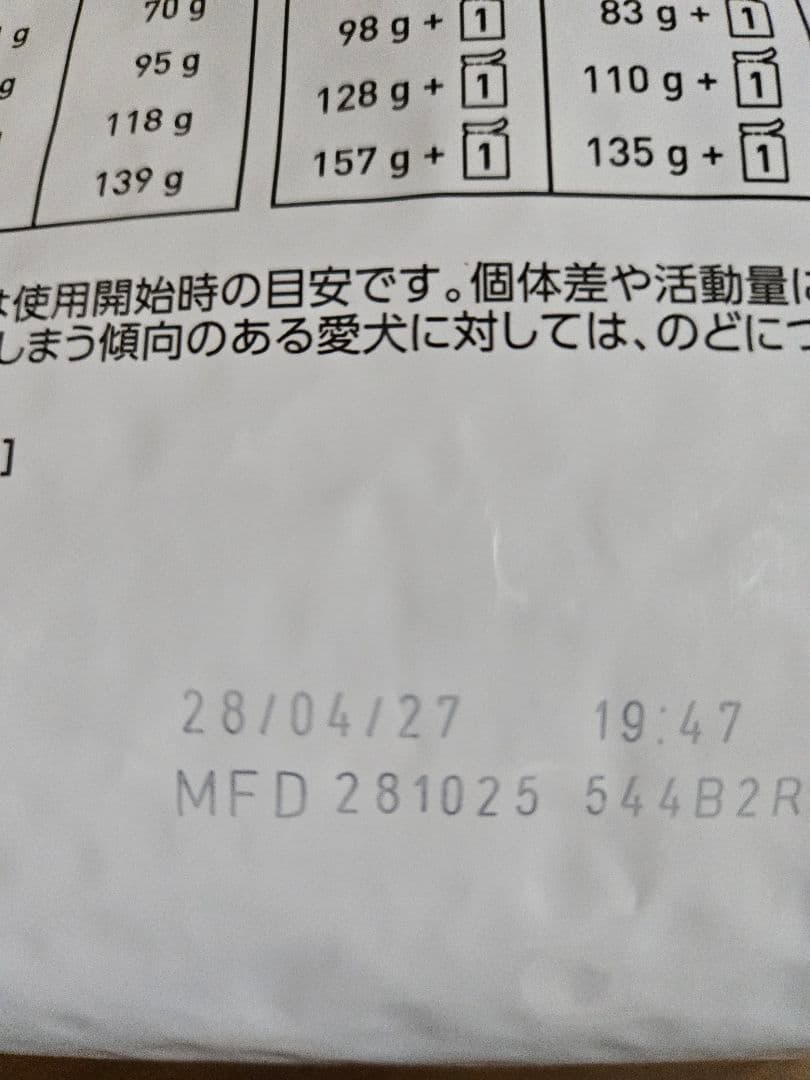 g 70 g 98 g + 1 83 g + 1
g 95 g 128 g + 1 110 g + 1
118 g
139 g 157 g + 1 135 g + 1
使用開始時の目安です。個体差や活動量に
しまう傾向のある愛犬に対しては、のどにつ
]
28/04/27 19:47
MFD 281025 544B2R